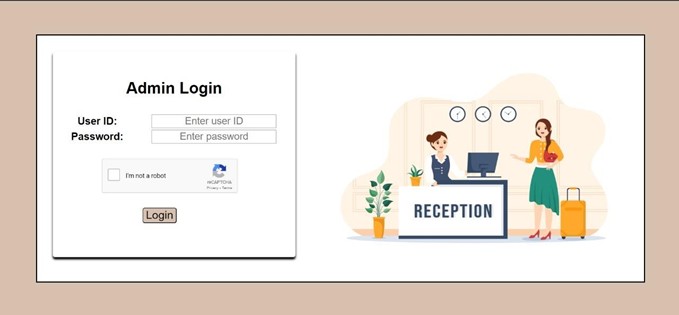 Admin Login
User ID: Enter user ID
Password: Enter password
I'm not a robot
reCAPTCHA
Privacy - Terms
Login
RECEPTION